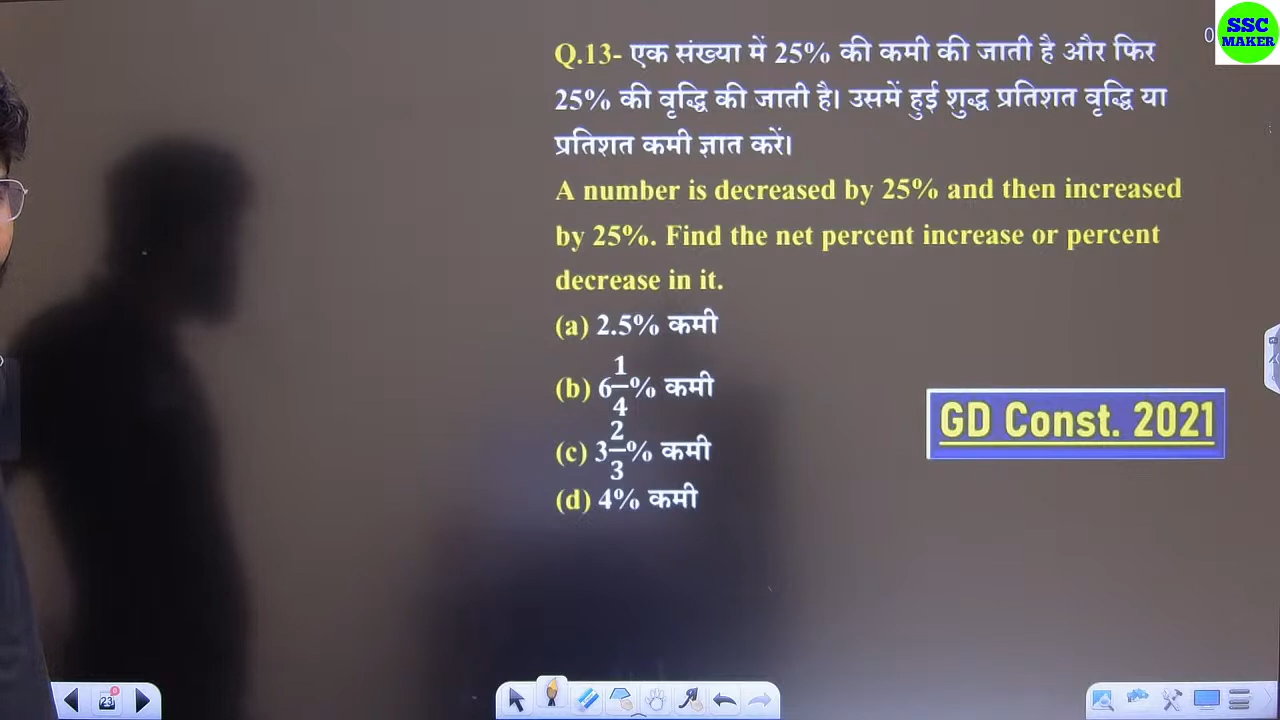 SSC
MAKER
Q.13- एक संख्या में 25% की कमी की जाती है और फिर
25% की वृद्धि की जाती है। उसमें हुई शुद्ध प्रतिशत वृद्धि या
प्रतिशत कमी ज्ञात करें।
A number is decreased by 25% and then increased
by 25%. Find the net percent increase or percent
decrease in it.
(a) 2.5% कमी
(b) 6 1/4 % कमी
(c) 3 2/3 % कमी
(d) 4% कमी
GD Const. 2021
23